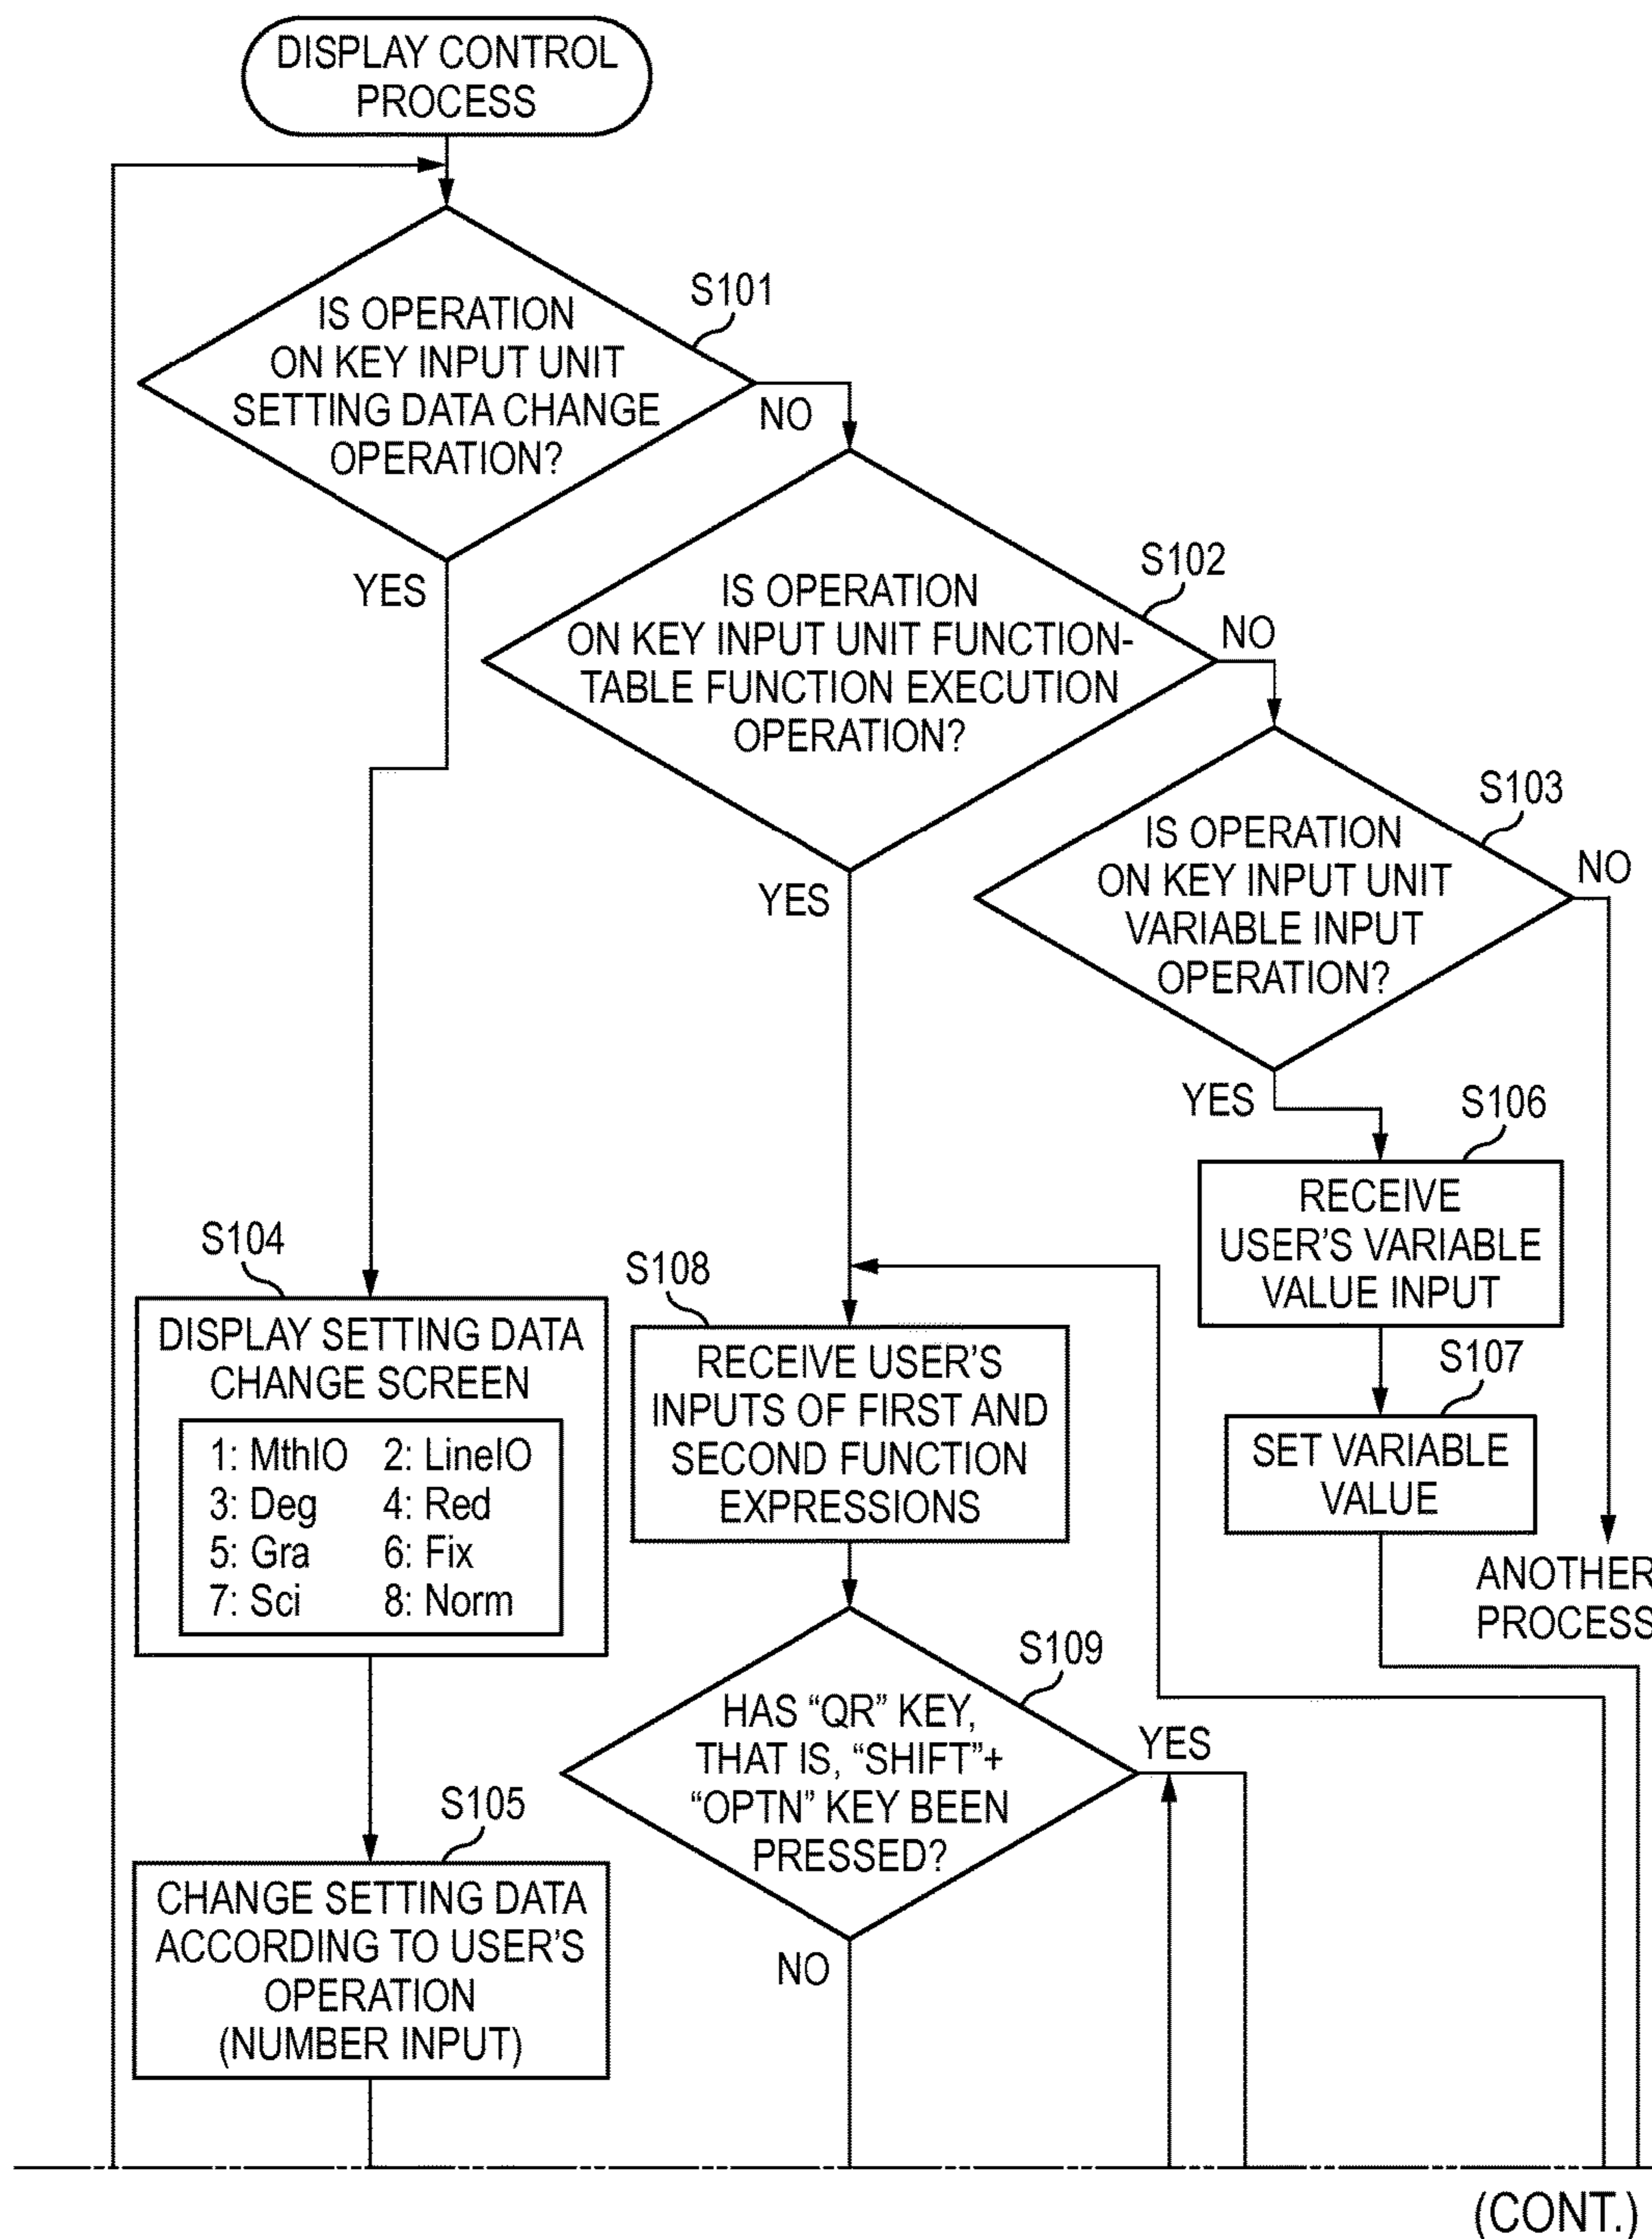 DISPLAY CONTROL
PROCESS
S101
IS OPERATION
ON KEY INPUT UNIT
SETTING DATA CHANGE
OPERATION?
NO
YES
S102
IS OPERATION
ON KEY INPUT UNIT FUNCTION-
TABLE FUNCTION EXECUTION
OPERATION?
NO
YES
S103
IS OPERATION
ON KEY INPUT UNIT
VARIABLE INPUT
OPERATION?
NO
YES
S106
RECEIVE
USER'S VARIABLE
VALUE INPUT
S107
SET VARIABLE
VALUE
ANOTHER
PROCESS
S104
DISPLAY SETTING DATA
CHANGE SCREEN
1: MthIO 2: LineIO
3: Deg 4: Red
5: Gra 6: Fix
7: Sci 8: Norm
S108
RECEIVE USER'S
INPUTS OF FIRST AND
SECOND FUNCTION
EXPRESSIONS
S109
HAS “QR” KEY,
THAT IS, “SHIFT”+
“OPTN” KEY BEEN
PRESSED?
YES
NO
S105
CHANGE SETTING DATA
ACCORDING TO USER'S
OPERATION
(NUMBER INPUT)
(CONT.)